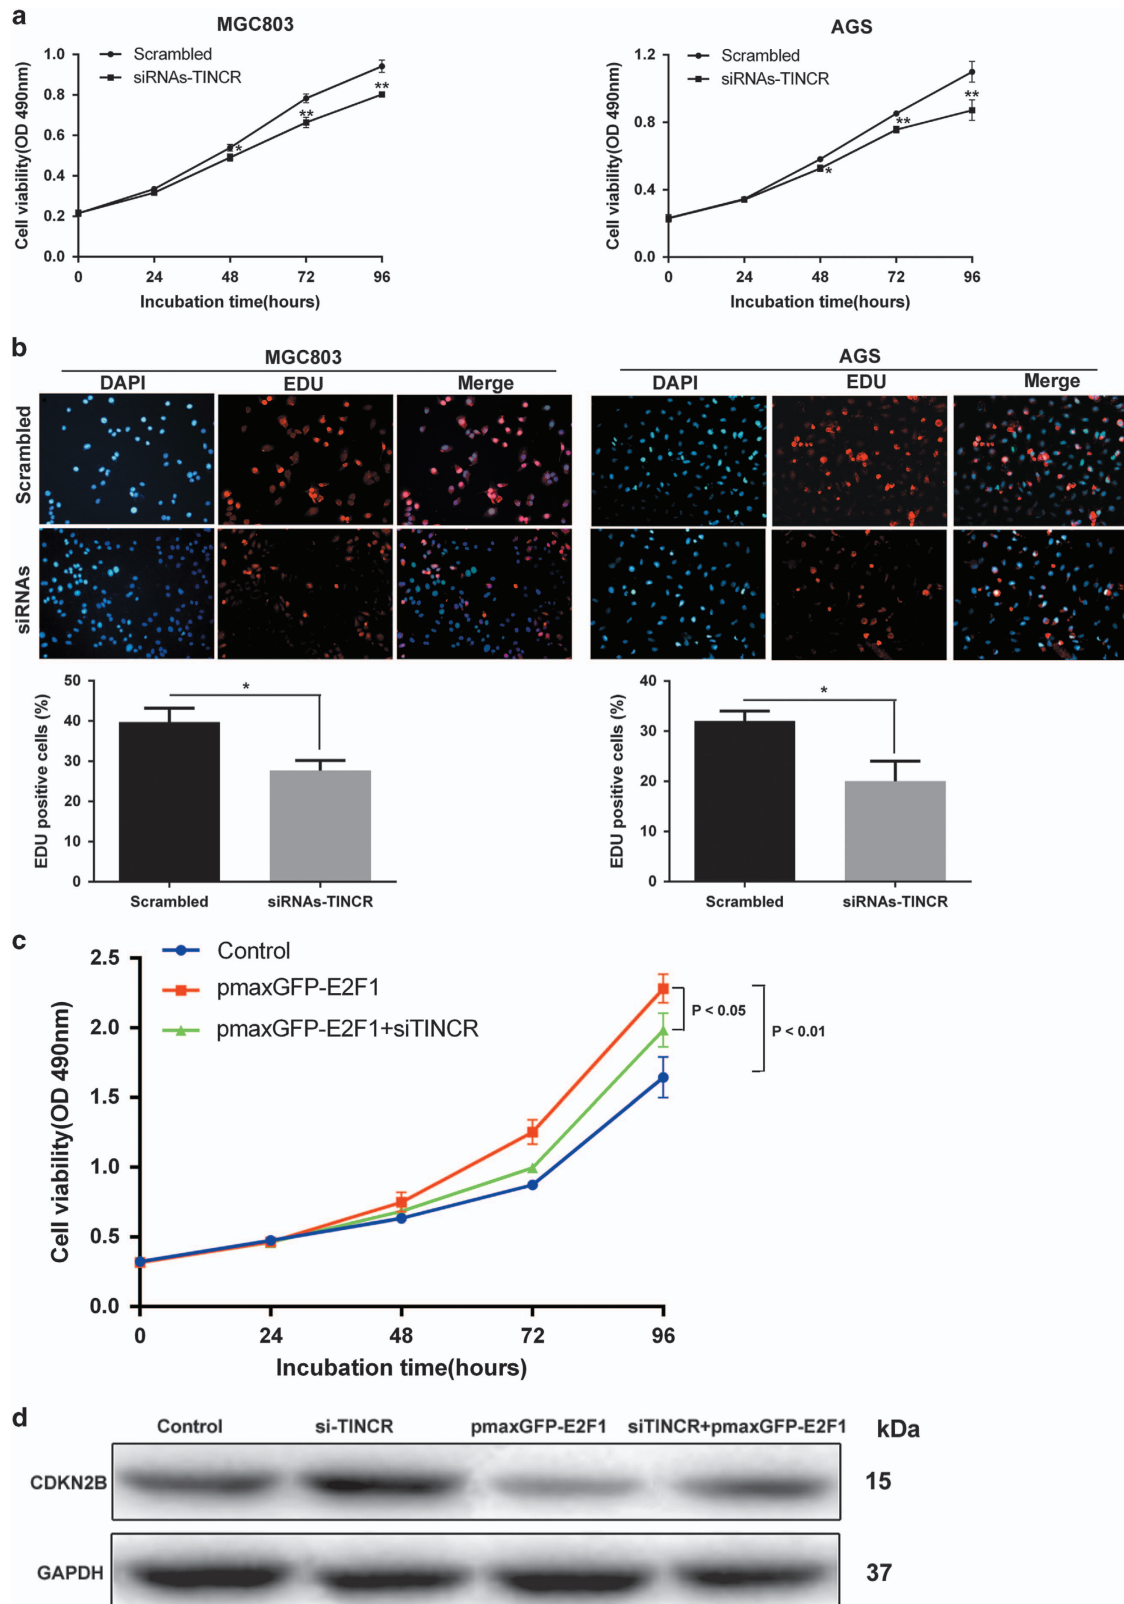 a
MGC803
1.0
0.8
0.6
0.4
0.2
0.0
Cell viability(OD 490nm)
Scrambled
siRNAs-TINCR
*
**
**
0
24
48
72
96
Incubation time(hours)
AGS
1.2
0.8
0.4
0.0
Cell viability(OD 490nm)
Scrambled
siRNAs-TINCR
*
**
**
0
24
48
72
96
Incubation time(hours)
b
MGC803
DAPI
EDU
Merge
Scrambled
siRNAs
AGS
DAPI
EDU
Merge
50
40
30
20
10
0
EDU positive cells (%)
*
Scrambled
siRNAs-TINCR
40
30
20
10
0
EDU positive cells (%)
*
Scrambled
siRNAs-TINCR
c
Control
pmaxGFP-E2F1
pmaxGFP-E2F1+siTINCR
2.5
2.0
1.5
1.0
0.5
0.0
Cell viability(OD 490nm)
P < 0.05
P < 0.01
0
24
48
72
96
Incubation time(hours)
d
Control
si-TINCR
pmaxGFP-E2F1
siTINCR+pmaxGFP-E2F1
kDa
CDKN2B
15
GAPDH
37